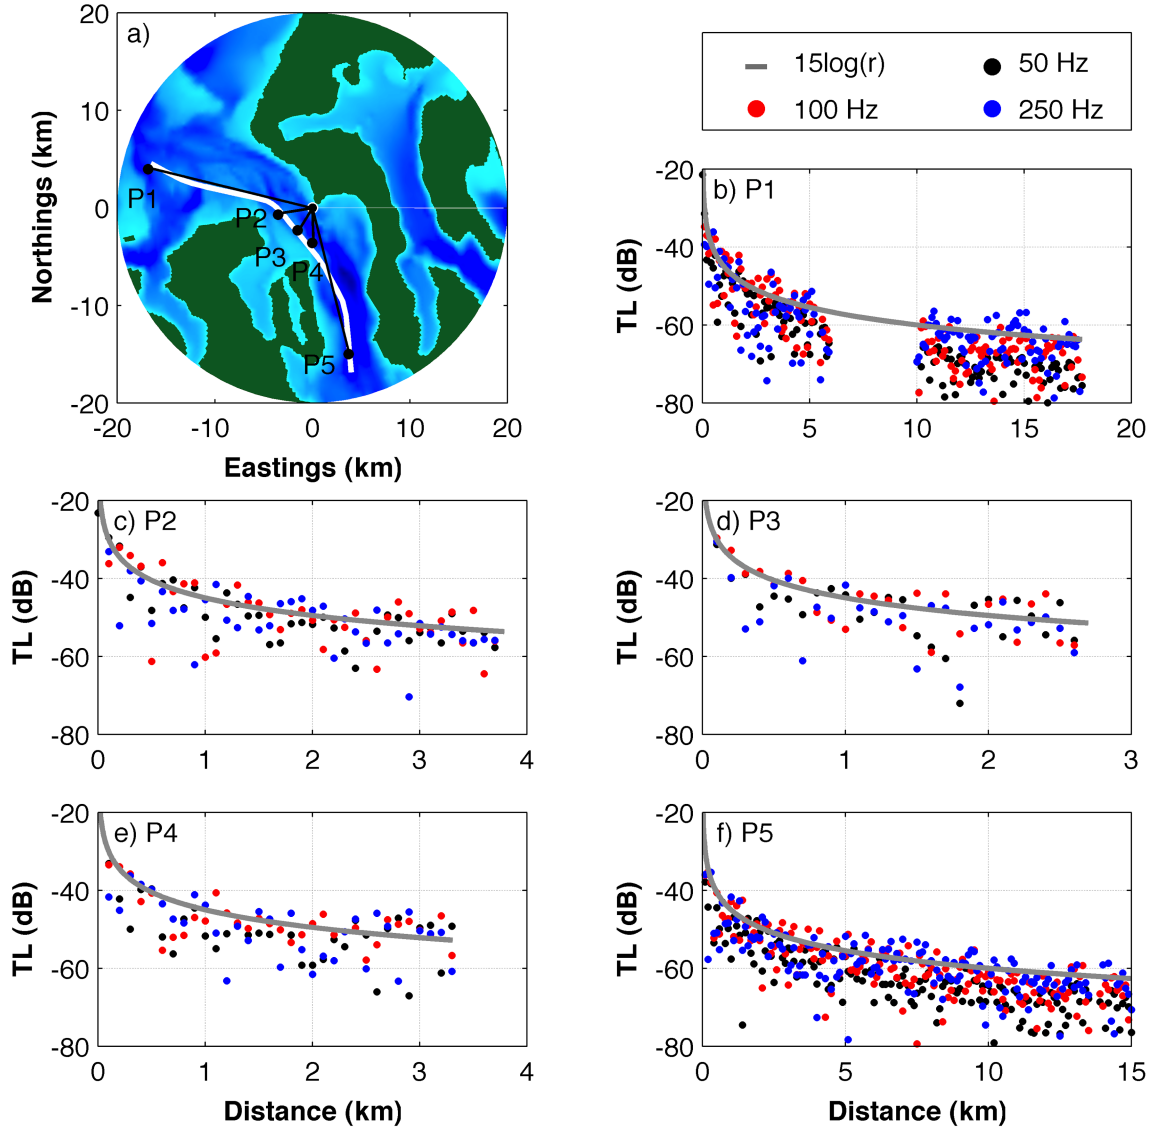 a)
20
10
0
-10
-20
Northings (km)
-20 -10 0 10 20
Eastings (km)
P1
P2
P3
P4
P5
15log(r) 50 Hz
100 Hz 250 Hz
b) P1
-20
-40
-60
-80
TL (dB)
0 5 10 15 20
c) P2
-20
-40
-60
-80
TL (dB)
0 1 2 3 4
d) P3
-20
-40
-60
-80
TL (dB)
0 1 2 3
e) P4
-20
-40
-60
-80
TL (dB)
0 1 2 3 4
Distance (km)
f) P5
-20
-40
-60
-80
TL (dB)
0 5 10 15
Distance (km)